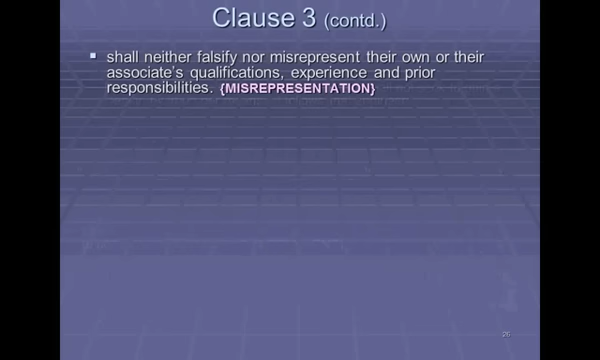 Clause 3 (contd.)
shall neither falsify nor misrepresent their own or their
associate's qualifications, experience and prior
responsibilities. {MISREPRESENTATION}
26